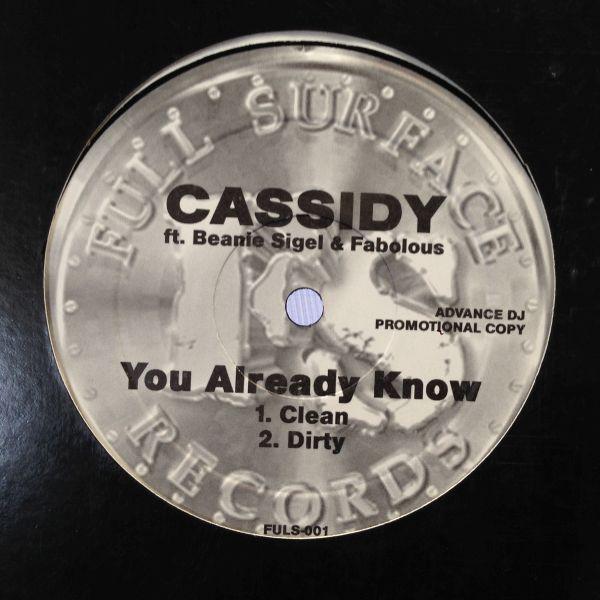 FULL SURFACE
CASSIDY
ft. Beanie Sigel & Fabolous
RS
ADVANCE DJ
PROMOTIONAL COPY
You Already Know
1. Clean
2. Dirty
RECORDS
FULS-001